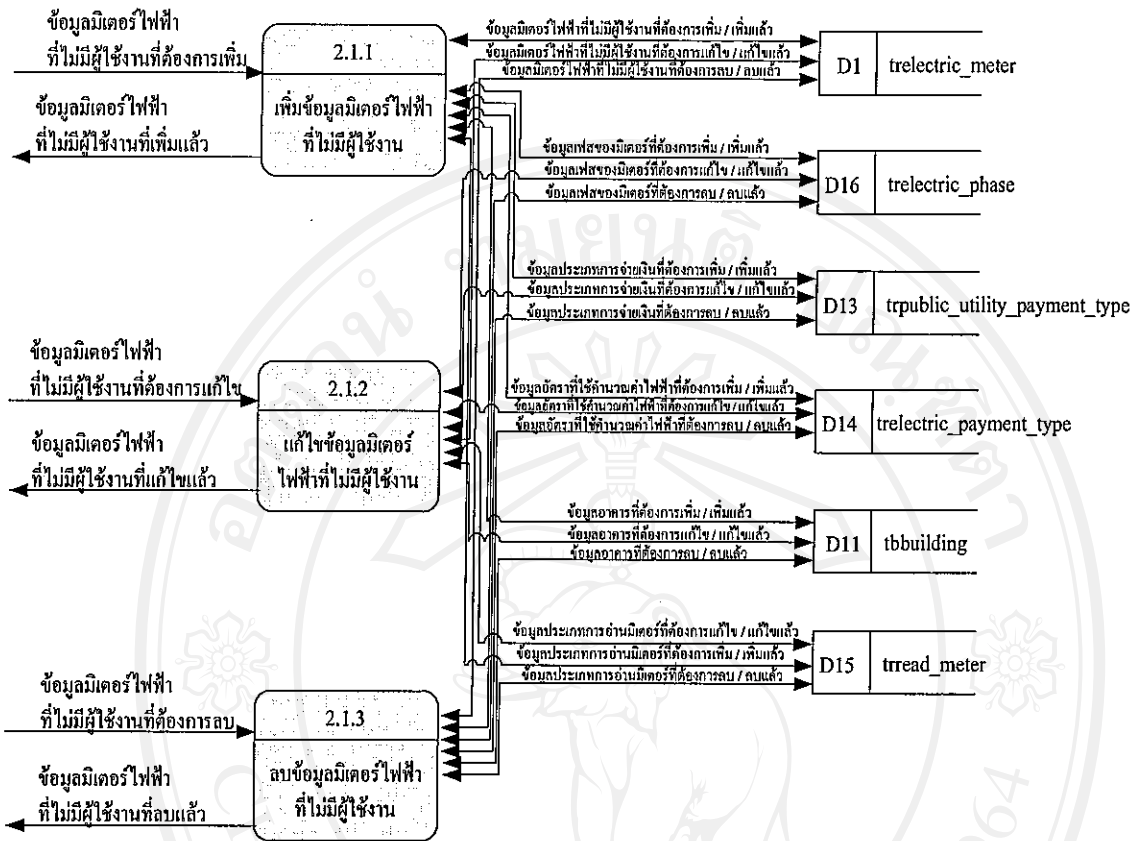 ข้อมูลมิเตอร์ไฟฟ้า
ที่ไม่มีผู้ใช้งานที่ต้องการเพิ่ม
ข้อมูลมิเตอร์ไฟฟ้า
ที่ไม่มีผู้ใช้งานที่เพิ่มแล้ว
2.1.1
เพิ่มข้อมูลมิเตอร์ไฟฟ้า
ที่ไม่มีผู้ใช้งาน
ข้อมูลมิเตอร์ไฟฟ้าที่ไม่มีผู้ใช้งานที่ต้องการเพิ่ม / เพิ่มแล้ว
ข้อมูลมิเตอร์ไฟฟ้าที่ไม่มีผู้ใช้งานที่ต้องการแก้ไข / แก้ไขแล้ว
ข้อมูลมิเตอร์ไฟฟ้าที่ไม่มีผู้ใช้งานที่ต้องการลบ / ลบแล้ว
D1 trelectric_meter
ข้อมูลเฟสของมิเตอร์ที่ต้องการเพิ่ม / เพิ่มแล้ว
ข้อมูลเฟสของมิเตอร์ที่ต้องการแก้ไข / แก้ไขแล้ว
ข้อมูลเฟสของมิเตอร์ที่ต้องการลบ / ลบแล้ว
D16 trelectric_phase
ข้อมูลประเภทการจ่ายเงินที่ต้องการเพิ่ม / เพิ่มแล้ว
ข้อมูลประเภทการจ่ายเงินที่ต้องการแก้ไข / แก้ไขแล้ว
ข้อมูลประเภทการจ่ายเงินที่ต้องการลบ / ลบแล้ว
D13 trpublic_utility_payment_type
ข้อมูลมิเตอร์ไฟฟ้า
ที่ไม่มีผู้ใช้งานที่ต้องการแก้ไข
ข้อมูลมิเตอร์ไฟฟ้า
ที่ไม่มีผู้ใช้งานที่แก้ไขแล้ว
2.1.2
แก้ไขข้อมูลมิเตอร์
ไฟฟ้าที่ไม่มีผู้ใช้งาน
ข้อมูลอัตราที่ใช้คำนวณค่าไฟฟ้าที่ต้องการเพิ่ม / เพิ่มแล้ว
ข้อมูลอัตราที่ใช้คำนวณค่าไฟฟ้าที่ต้องการแก้ไข / แก้ไขแล้ว
ข้อมูลอัตราที่ใช้คำนวณค่าไฟฟ้าที่ต้องการลบ / ลบแล้ว
D14 trelectric_payment_type
ข้อมูลอาคารที่ต้องการเพิ่ม / เพิ่มแล้ว
ข้อมูลอาคารที่ต้องการแก้ไข / แก้ไขแล้ว
ข้อมูลอาคารที่ต้องการลบ / ลบแล้ว
D11 tbbuilding
ข้อมูลประเภทการอ่านมิเตอร์ที่ต้องการแก้ไข / แก้ไขแล้ว
ข้อมูลประเภทการอ่านมิเตอร์ที่ต้องการเพิ่ม / เพิ่มแล้ว
ข้อมูลประเภทการอ่านมิเตอร์ที่ต้องการลบ / ลบแล้ว
D15 trread_meter
ข้อมูลมิเตอร์ไฟฟ้า
ที่ไม่มีผู้ใช้งานที่ต้องการลบ
ข้อมูลมิเตอร์ไฟฟ้า
ที่ไม่มีผู้ใช้งานที่ลบแล้ว
2.1.3
ลบข้อมูลมิเตอร์ไฟฟ้า
ที่ไม่มีผู้ใช้งาน